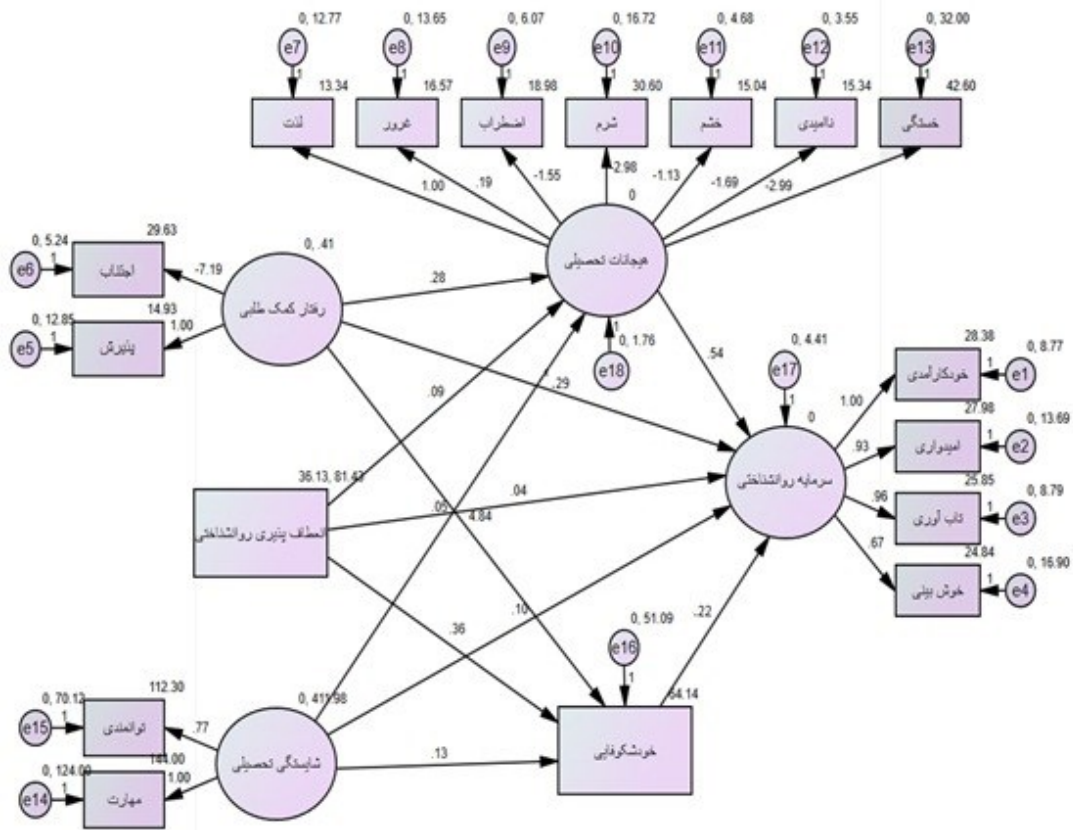 0, 12.77
0, 13.65
0, 6.07
0, 16.72
0, 4.68
0, 3.55
0, 32.00
e7
e8
e9
e10
e11
e12
e13
1
1
1
1
1
1
1
13.34
16.57
18.98
30.60
15.04
15.34
42.60
لذت
غرور
اضطراب
شرم
خشم
ناامیدی
خستگی
1.00
.19
-1.55
-2.98
-1.13
-1.69
-2.99
0
هیجانات تحصیلی
1
0, 1.76
e18
29.63
0, 5.24
e6
1
اجتناب
-7.19
14.93
0, 12.85
e5
1
پذیرش
1.00
0, .41
رفتار کمک طلبی
.28
.29
.09
.54
0, 4.41
e17
1
0
سرمایه روانشناختی
28.38
خودکارآمدی
1
0, 8.77
e1
1.00
27.98
امیدواری
1
0, 13.69
e2
.93
25.85
تاب آوری
1
0, 8.79
e3
.96
24.84
خوش بینی
1
0, 16.90
e4
.67
36.13, 81.43
انعطاف پذیری روانشناختی
.04
4.84
.10
.36
.22
0, 51.09
e16
1
64.14
خودشکوفایی
.13
0, 411.98
شایستگی تحصیلی
112.30
0, 70.12
e15
1
توانمندی
.77
144.00
0, 124.00
e14
1
مهارت
1.00